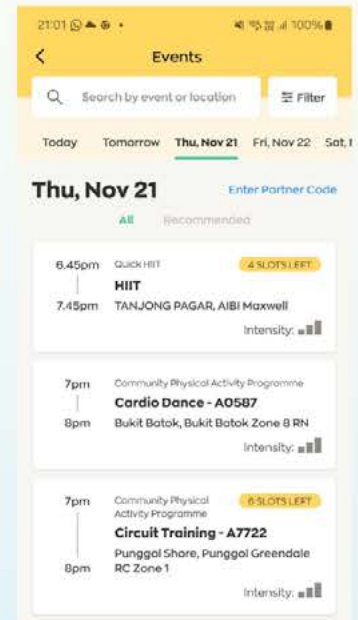 21:01
100%
Events
Search by event or location
Filter
Today Tomorrow Thu, Nov 21 Fri, Nov 22 Sat,
Thu, Nov 21
Enter Partner Code
All Recommended
6.45pm Quick HIIT 4 SLOTS LEFT
HIIT
7.45pm TANJONG PAGAR, AIBI Maxwell
Intensity:
7pm Community Physical Activity Programme
Cardio Dance - A0587
8pm Bukit Batok, Bukit Batok Zone 8 RN
Intensity:
7pm Community Physical 6 SLOTS LEFT
Activity Programme
Circuit Training - A7722
Punggol Shore, Punggol Greendale
8pm RC Zone 1
Intensity: